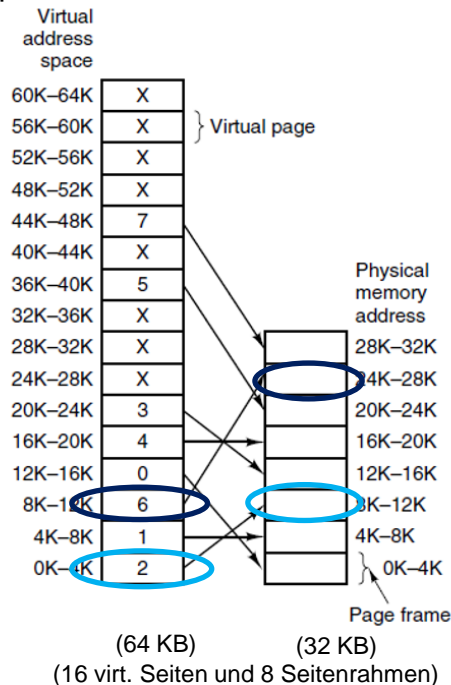 Virtual
address
space
60K–64K X
56K–60K X } Virtual page
52K–56K X
48K–52K X
44K–48K 7
40K–44K X
36K–40K 5
Physical
memory
address
32K–36K X
28K–32K X 28K–32K
24K–28K X 24K–28K
20K–24K 3 20K–24K
16K–20K 4 16K–20K
12K–16K 0 12K–16K
8K–12K 6 8K–12K
4K–8K 1 4K–8K
0K–4K 2 } 0K–4K
Page frame
(64 KB) (32 KB)
(16 virt. Seiten und 8 Seitenrahmen)